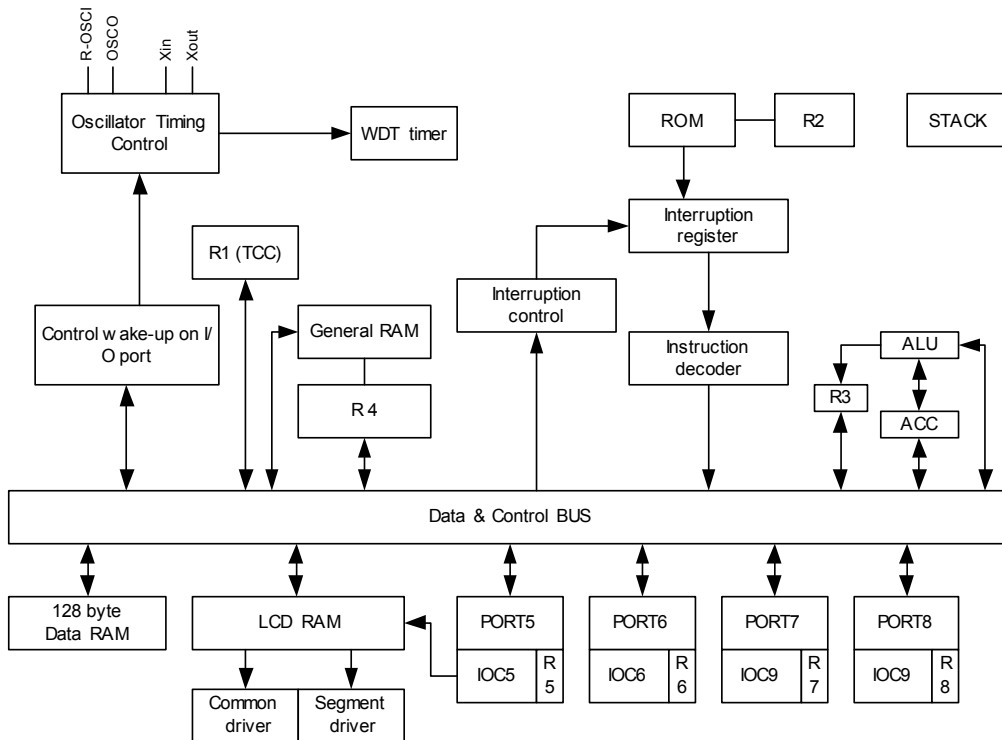 R-OSCI
OSCO
Xin
Xout
Oscillator Timing
Control
WDT timer
ROM
R2
STACK
R1 (TCC)
Interruption
register
Interruption
control
Control wake-up on I/
O port
General RAM
R 4
Instruction
decoder
ALU
R3
ACC
Data & Control BUS
128 byte
Data RAM
LCD RAM
PORT5
PORT6
PORT7
PORT8
IOC5
R
5
IOC6
R
6
IOC9
R
7
IOC9
R
8
Common
driver
Segment
driver